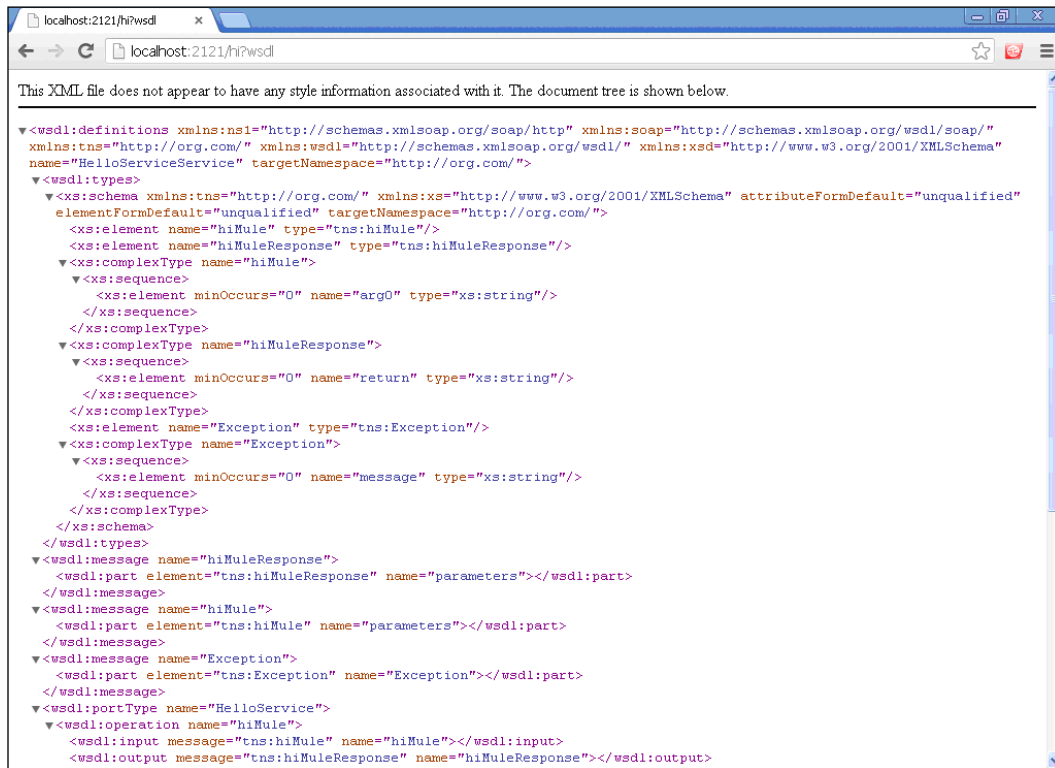 localhost:2121/hi?wsdl
localhost:2121/hi?wsdl
This XML file does not appear to have any style information associated with it. The document tree is shown below.
▼<wsdl:definitions xmlns:ns1="http://schemas.xmlsoap.org/soap/http" xmlns:soap="http://schemas.xmlsoap.org/wsdl/soap/"
xmlns:tns="http://org.com/" xmlns:wsdl="http://schemas.xmlsoap.org/wsdl/" xmlns:xsd="http://www.w3.org/2001/XMLSchema"
name="HelloServiceService" targetNamespace="http://org.com/">
▼<wsdl:types>
▼<xs:schema xmlns:tns="http://org.com/" xmlns:xs="http://www.w3.org/2001/XMLSchema" attributeFormDefault="unqualified"
elementFormDefault="unqualified" targetNamespace="http://org.com/">
<xs:element name="hiMule" type="tns:hiMule"/>
<xs:element name="hiMuleResponse" type="tns:hiMuleResponse"/>
▼<xs:complexType name="hiMule">
▼<xs:sequence>
<xs:element minOccurs="0" name="arg0" type="xs:string"/>
</xs:sequence>
</xs:complexType>
▼<xs:complexType name="hiMuleResponse">
▼<xs:sequence>
<xs:element minOccurs="0" name="return" type="xs:string"/>
</xs:sequence>
</xs:complexType>
<xs:element name="Exception" type="tns:Exception"/>
▼<xs:complexType name="Exception">
▼<xs:sequence>
<xs:element minOccurs="0" name="message" type="xs:string"/>
</xs:sequence>
</xs:complexType>
</xs:schema>
</wsdl:types>
▼<wsdl:message name="hiMuleResponse">
<wsdl:part element="tns:hiMuleResponse" name="parameters"></wsdl:part>
</wsdl:message>
▼<wsdl:message name="hiMule">
<wsdl:part element="tns:hiMule" name="parameters"></wsdl:part>
</wsdl:message>
▼<wsdl:message name="Exception">
<wsdl:part element="tns:Exception" name="Exception"></wsdl:part>
</wsdl:message>
▼<wsdl:portType name="HelloService">
▼<wsdl:operation name="hiMule">
<wsdl:input message="tns:hiMule" name="hiMule"></wsdl:input>
<wsdl:output message="tns:hiMuleResponse" name="hiMuleResponse"></wsdl:output>